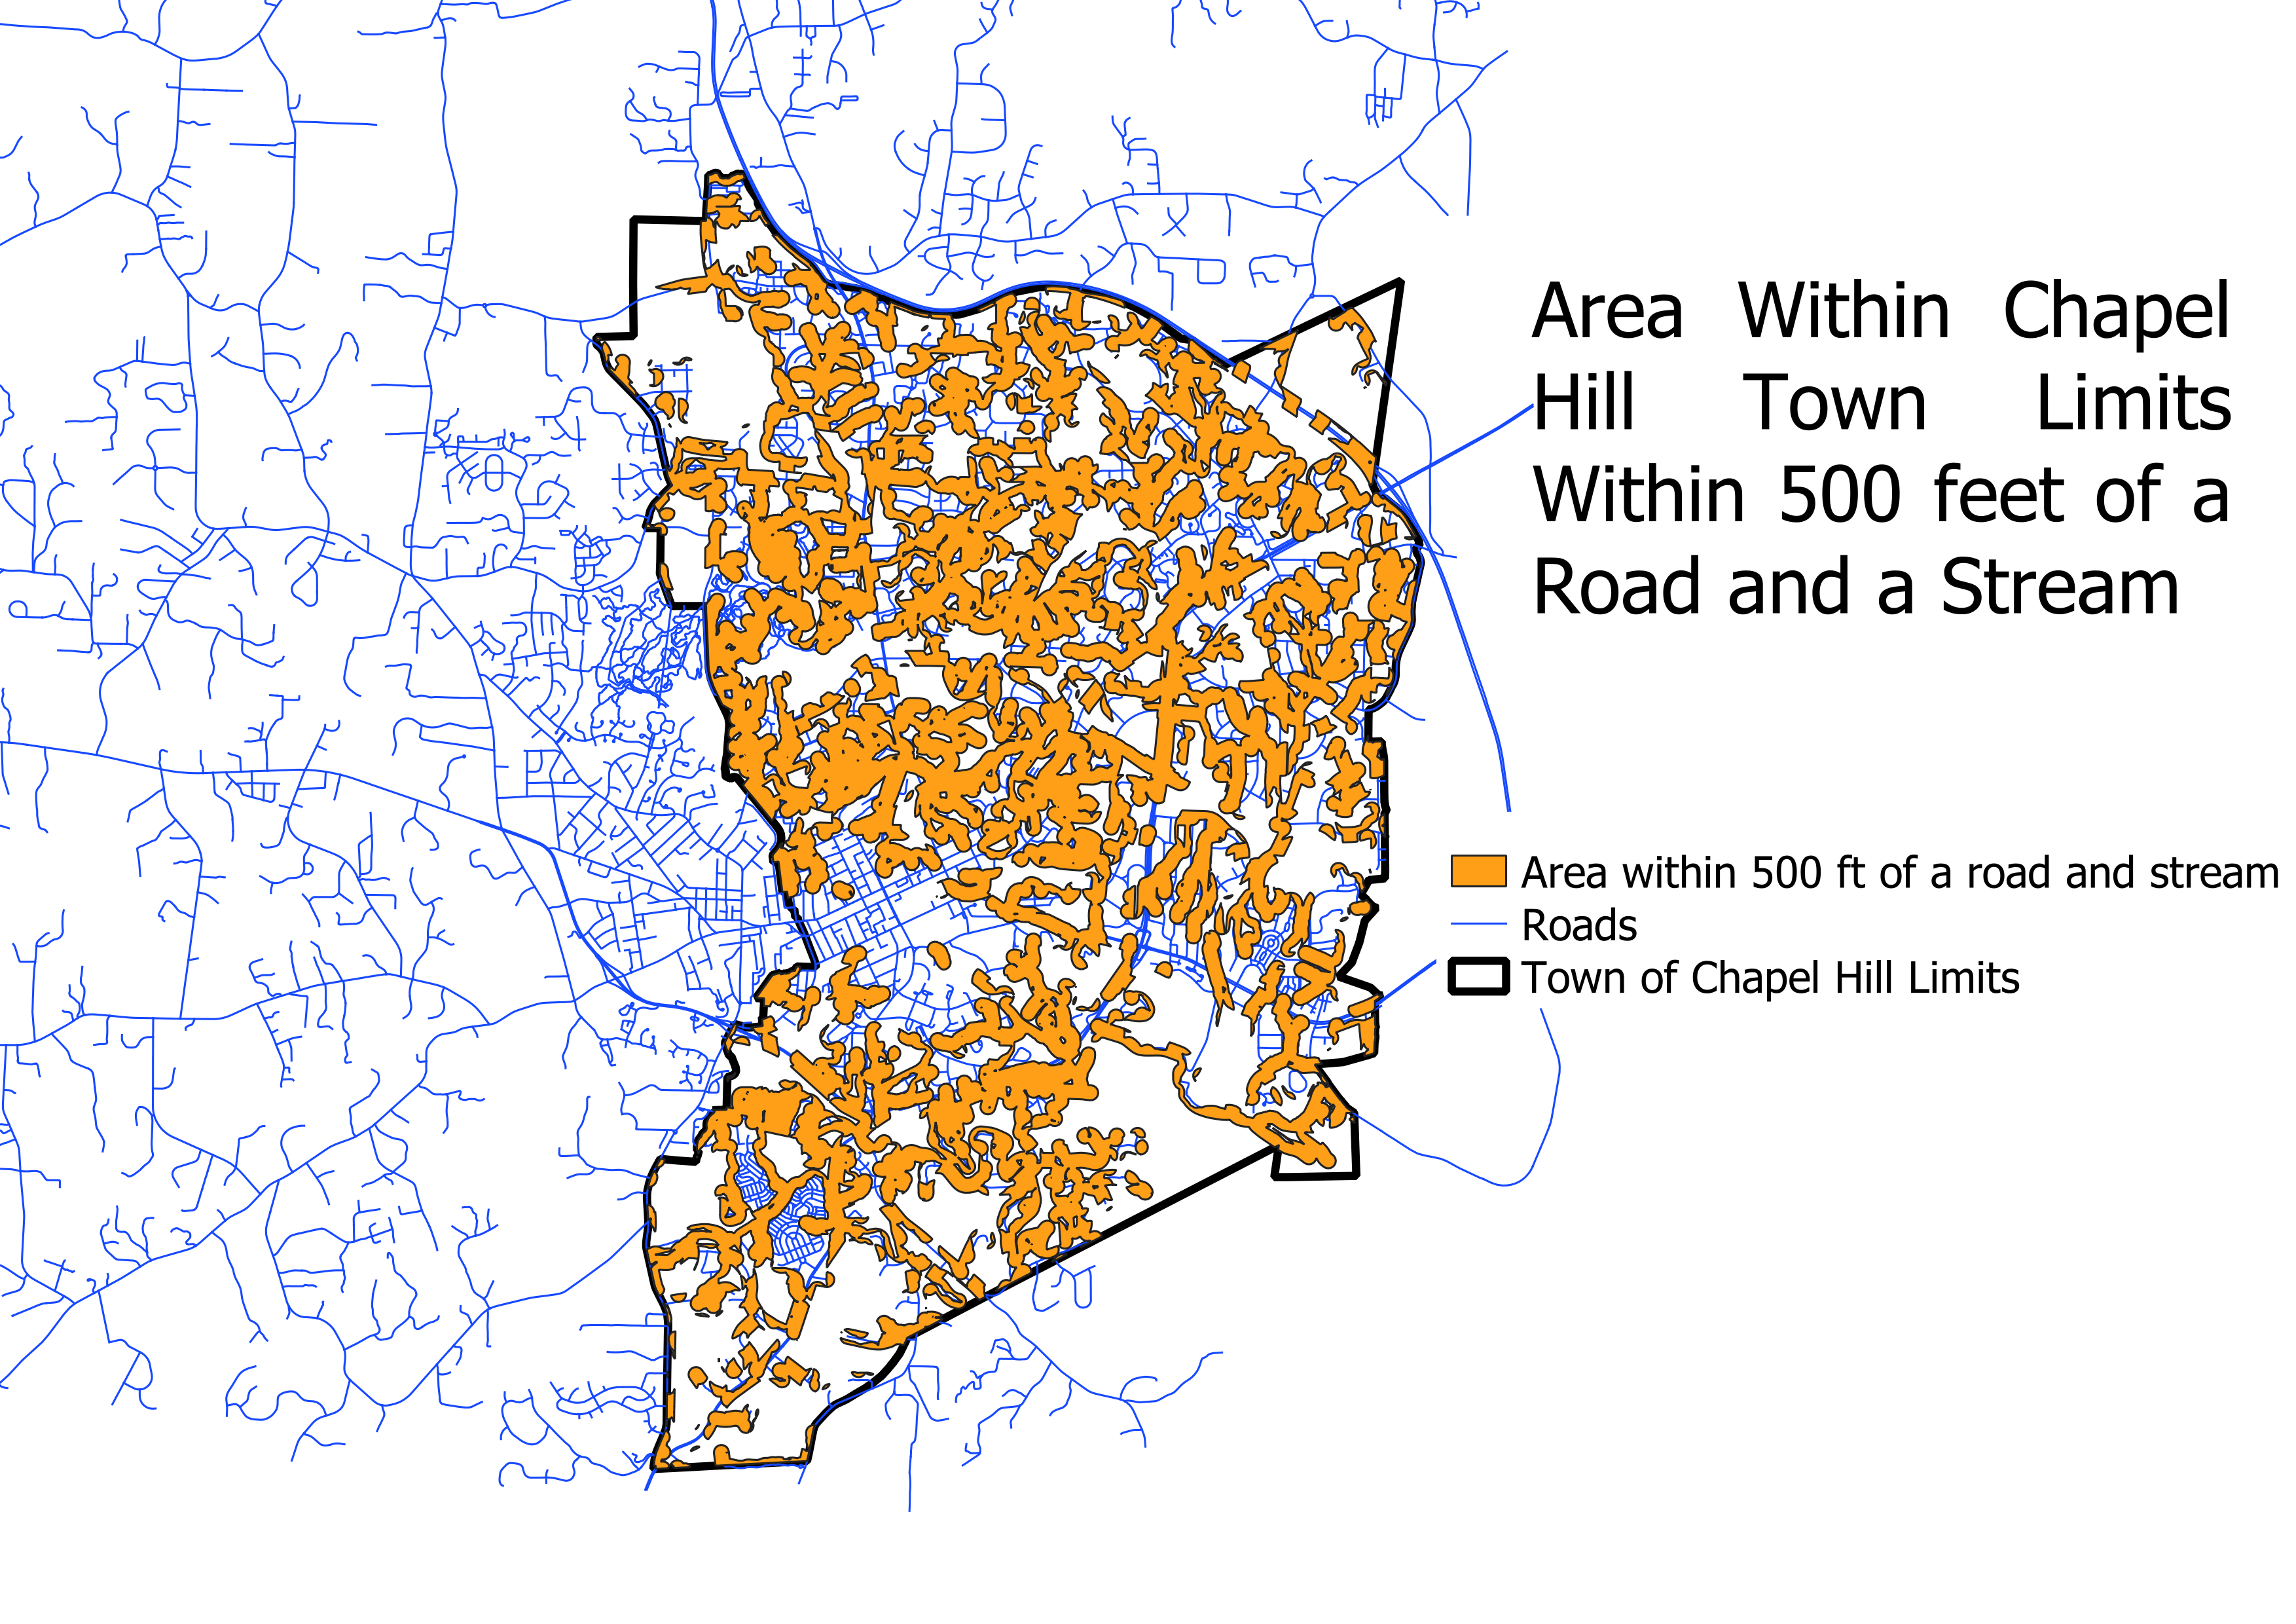 Area Within Chapel
Hill Town Limits
Within 500 feet of a
Road and a Stream
Area within 500 ft of a road and stream
Roads
Town of Chapel Hill Limits